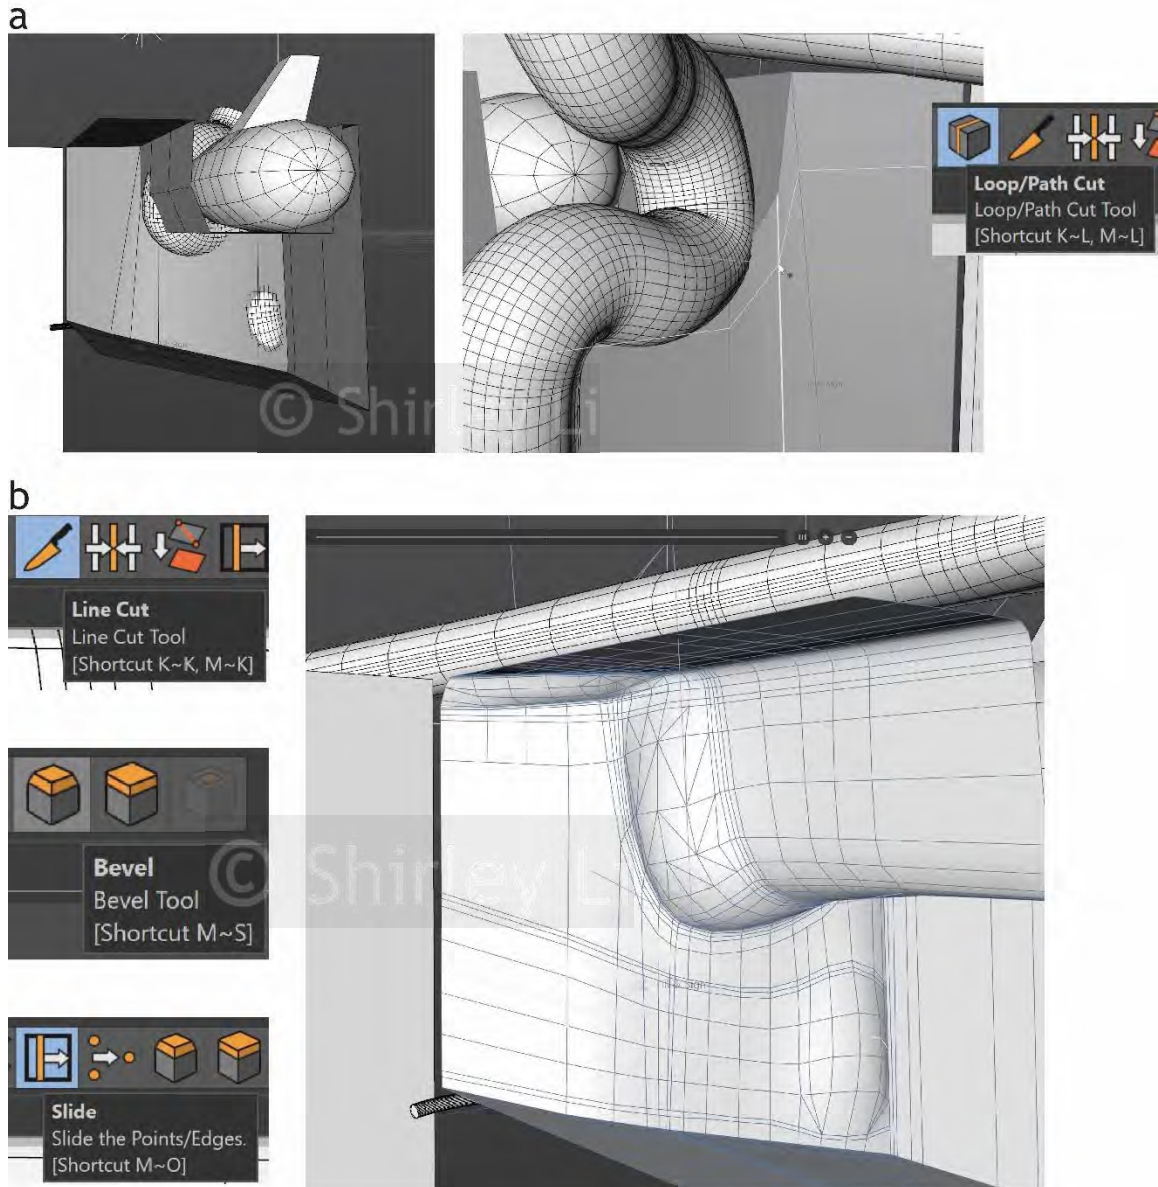 a
Loop/Path Cut
Loop/Path Cut Tool
[Shortcut K~L, M~L]
© Shirley Li
b
Line Cut
Line Cut Tool
[Shortcut K~K, M~K]
Bevel
Bevel Tool
[Shortcut M~S]
© Shirley Li
Slide
Slide the Points/Edges.
[Shortcut M~O]